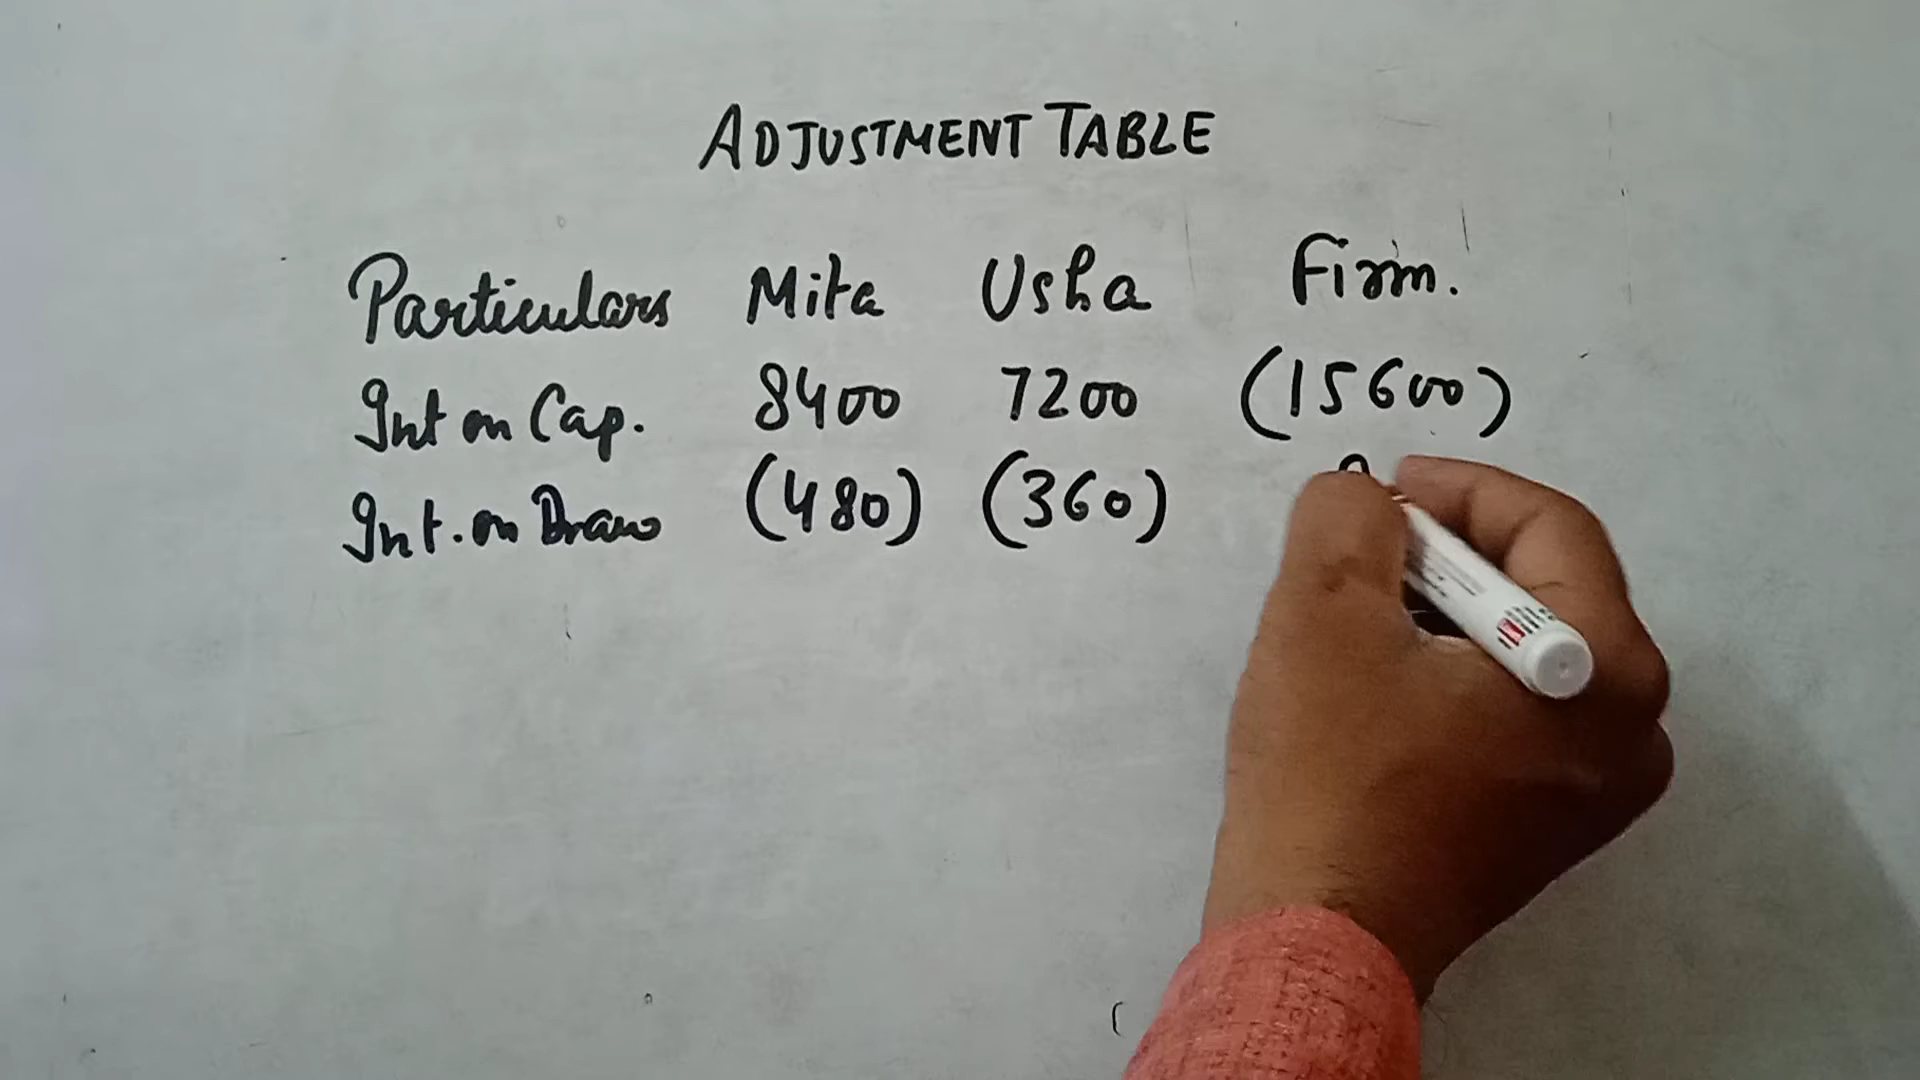 ADJUSTMENT TABLE
Particulars Mita Usha Firm.
Int on Cap. 8400 7200 (15600)
Int. on Draw (480) (360)